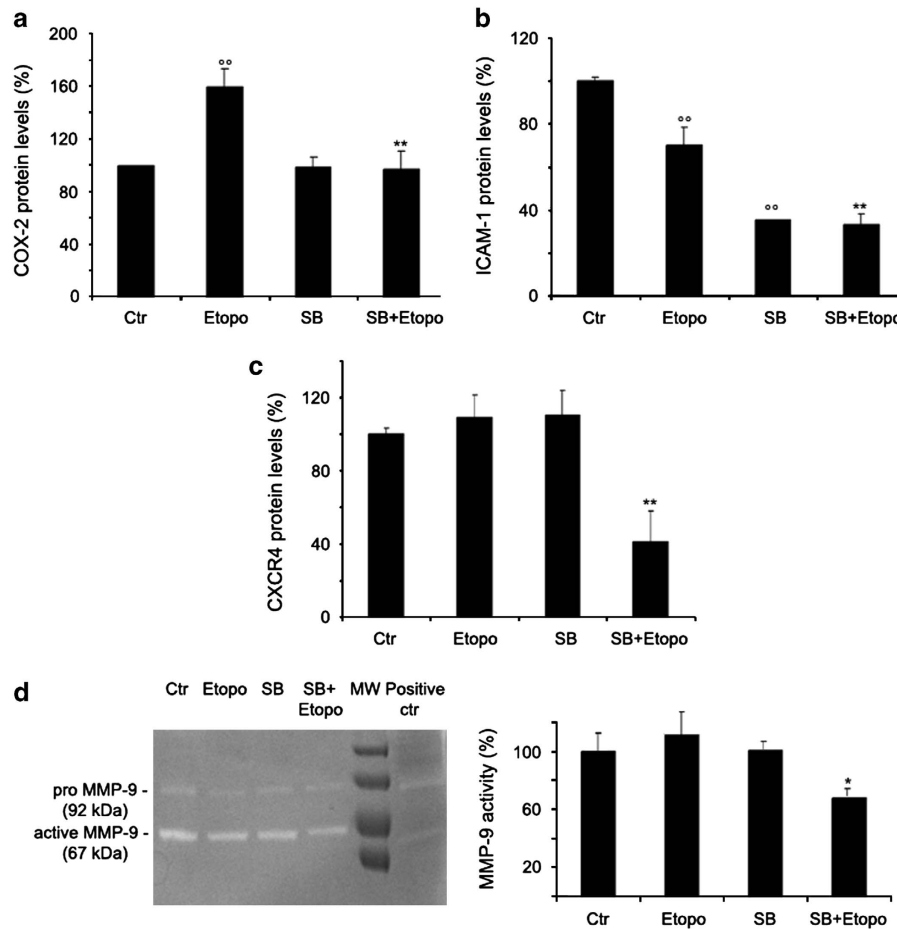 a
COX-2 protein levels (%)
200
160
120
80
40
0
°°
**
Ctr Etopo SB SB+Etopo
b
ICAM-1 protein levels (%)
120
80
40
0
°°
°°
**
Ctr Etopo SB SB+Etopo
c
CXCR4 protein levels (%)
120
80
40
0
**
Ctr Etopo SB SB+Etopo
d
Ctr Etopo SB SB+ Etopo MW Positive ctr
pro MMP-9 -
(92 kDa)
active MMP-9 -
(67 kDa)
MMP-9 activity (%)
100
60
20
*
Ctr Etopo SB SB+Etopo